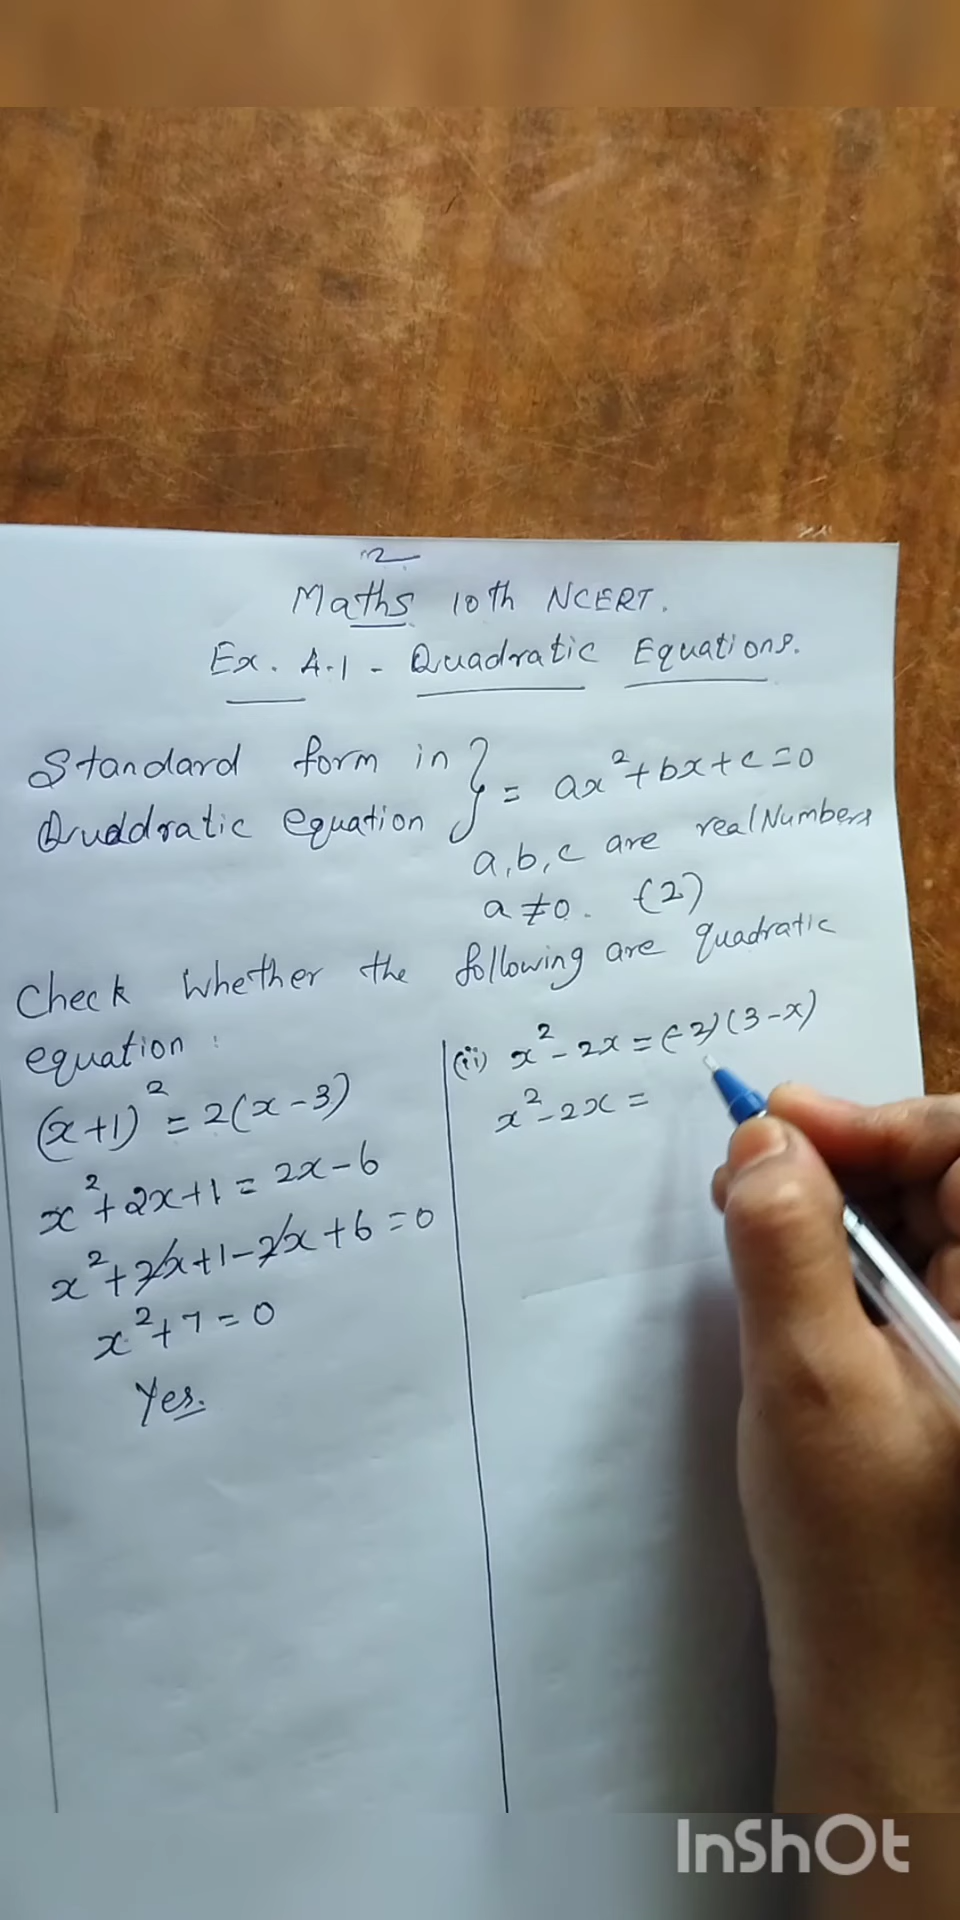 Maths 10th NCERT.
Ex. 4.1 - Quadratic Equations.
Standard form in } = ax²+bx+c=0
Quddratic equation
a,b,c are real Numbers
a≠0. (2)
Check whether the following are quadratic
equation:
(x+1)² = 2(x-3)
x²+2x+1 = 2x-6
x²+2x+1-2x+6=0
x²+7=0
Yes.
(ii) x²-2x=(-2)(3-x)
x²-2x=
InShOt